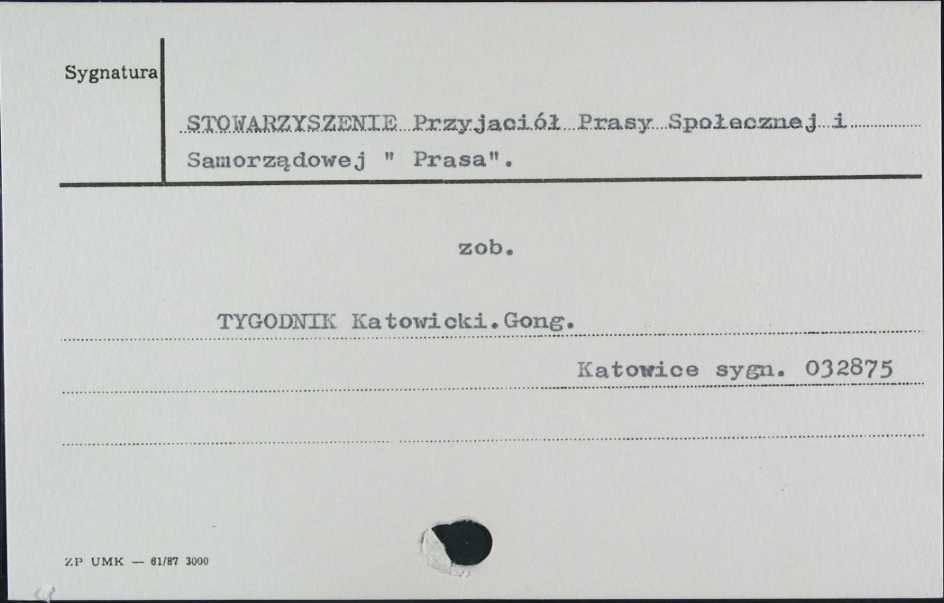 Sygnatura
STOWARZYSZENIE Przyjaciół Prasy Społecznej i
Samorządowej " Prasa".
zob.
TYGODNIK Katowicki.Gong.
Katowice sygn. 032875
ZP UMK — 61/87 3000